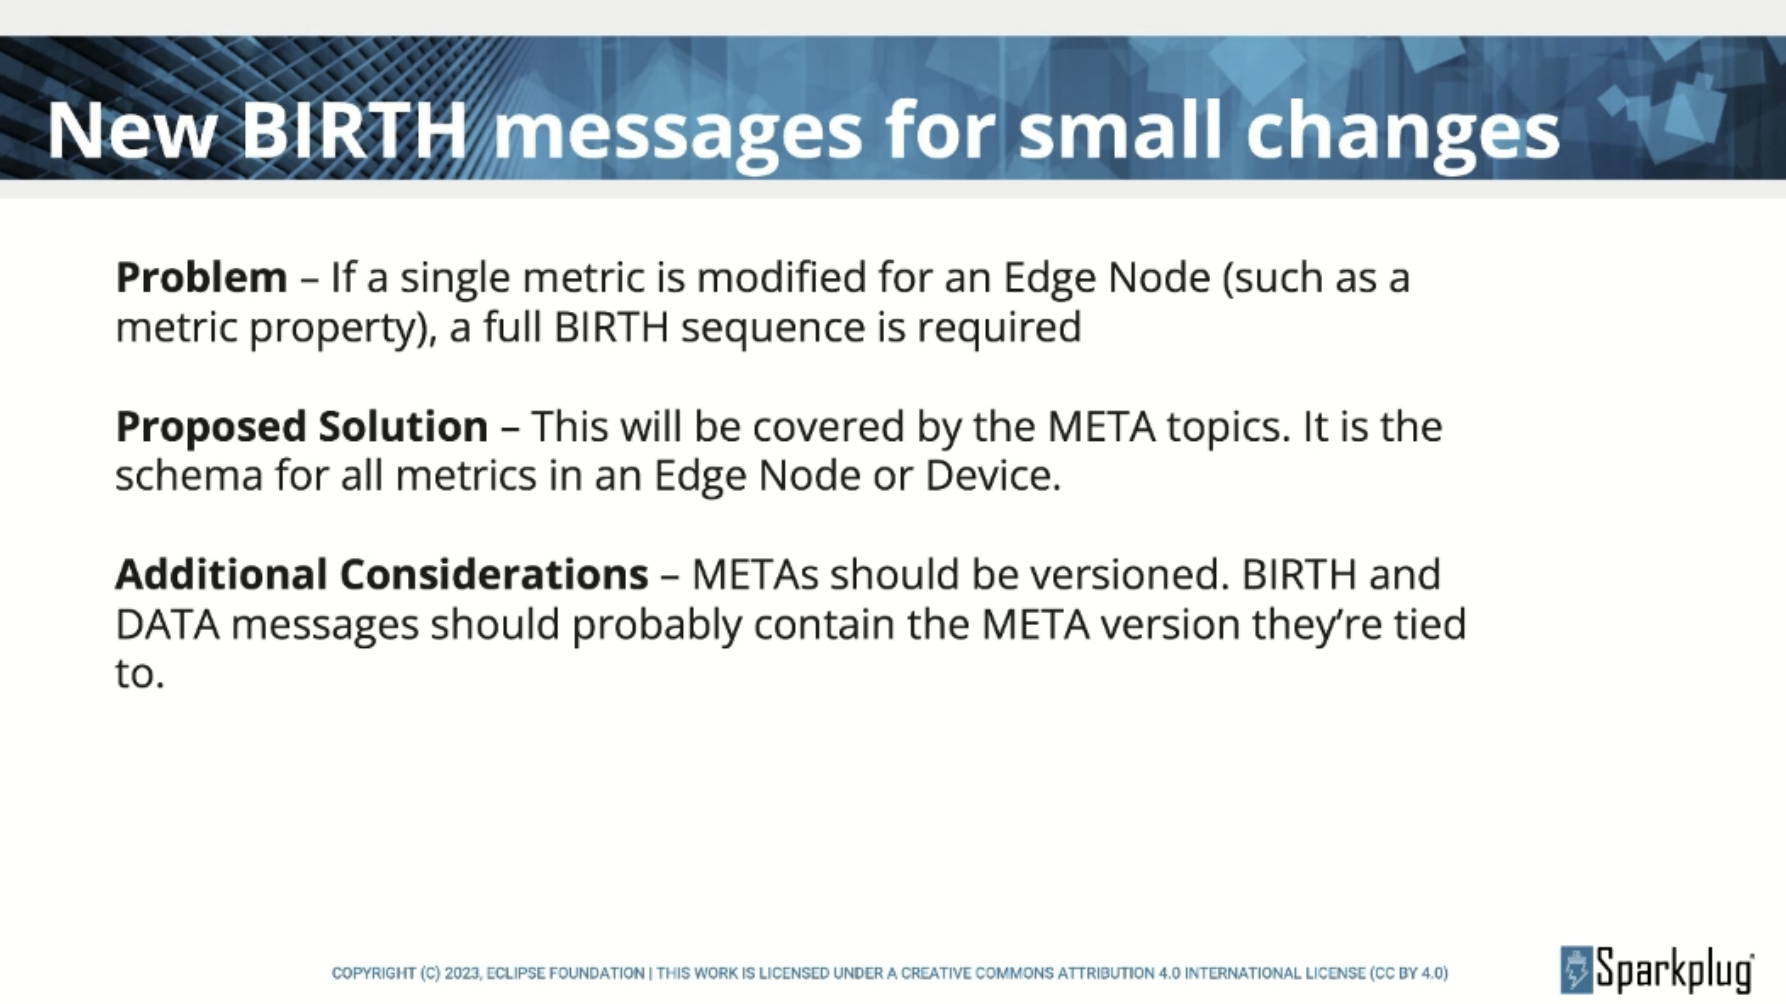 New BIRTH messages for small changes
Problem – If a single metric is modified for an Edge Node (such as a
metric property), a full BIRTH sequence is required
Proposed Solution – This will be covered by the META topics. It is the
schema for all metrics in an Edge Node or Device.
Additional Considerations – METAs should be versioned. BIRTH and
DATA messages should probably contain the META version they’re tied
to.
COPYRIGHT (C) 2023, ECLIPSE FOUNDATION | THIS WORK IS LICENSED UNDER A CREATIVE COMMONS ATTRIBUTION 4.0 INTERNATIONAL LICENSE (CC BY 4.0)
Sparkplug